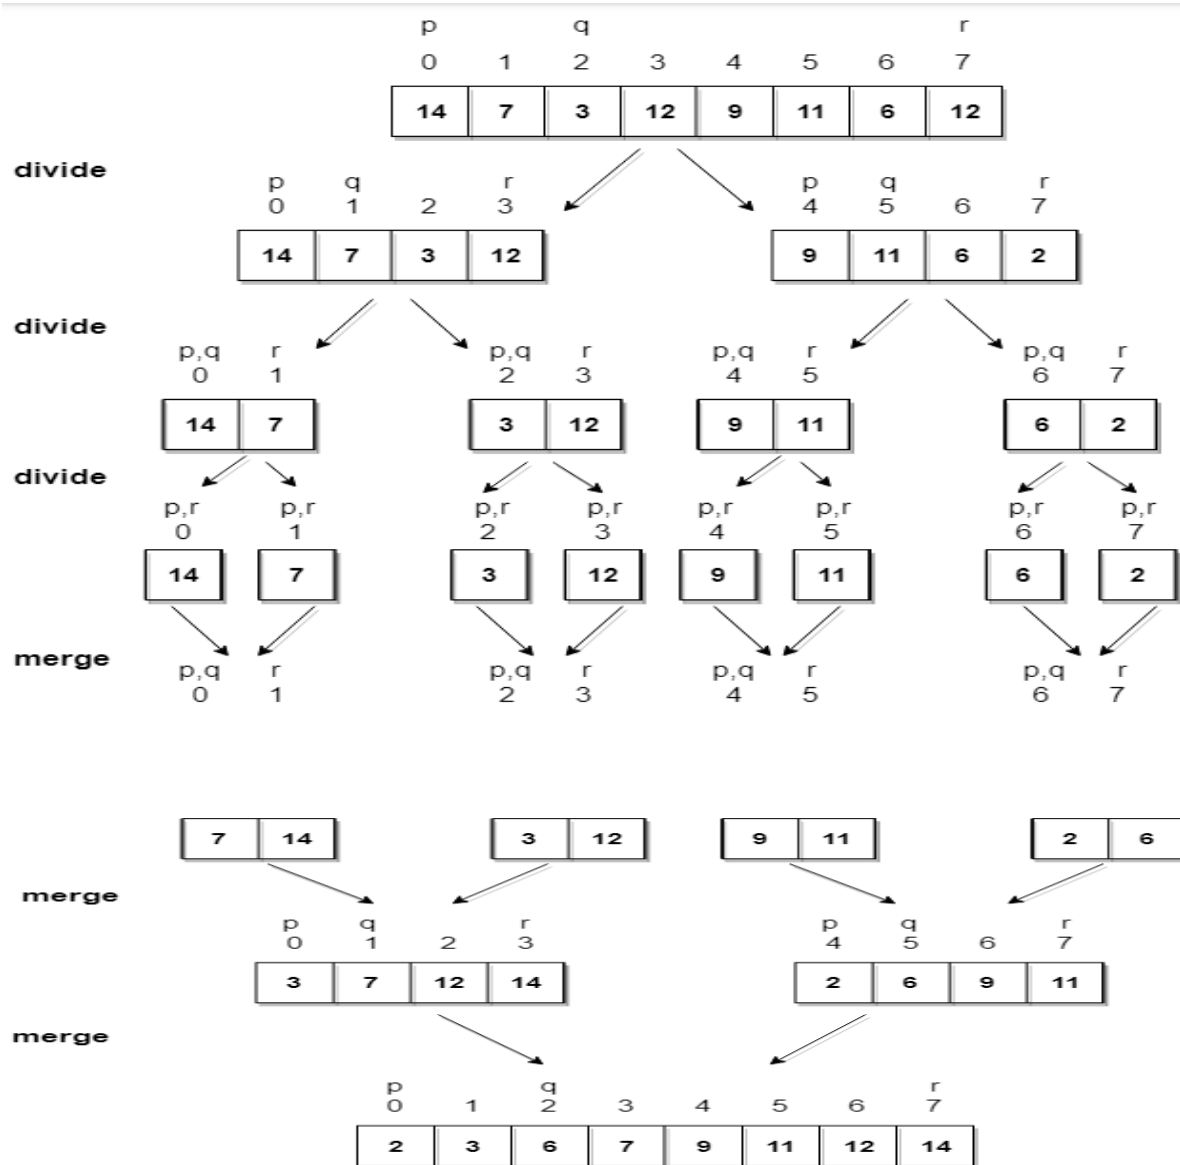 p q r
0 1 2 3 4 5 6 7
14 7 3 12 9 11 6 12
divide
p q r p q r
0 1 2 3 4 5 6 7
14 7 3 12 9 11 6 2
divide
p,q r p,q r p,q r p,q r
0 1 2 3 4 5 6 7
14 7 3 12 9 11 6 2
divide
p,r p,r p,r p,r p,r p,r p,r p,r
0 1 2 3 4 5 6 7
14 7 3 12 9 11 6 2
merge
p,q r p,q r p,q r p,q r
0 1 2 3 4 5 6 7
7 14 3 12 9 11 2 6
merge
p q r p q r
0 1 2 3 4 5 6 7
3 7 12 14 2 6 9 11
merge
p q r
0 1 2 3 4 5 6 7
2 3 6 7 9 11 12 14